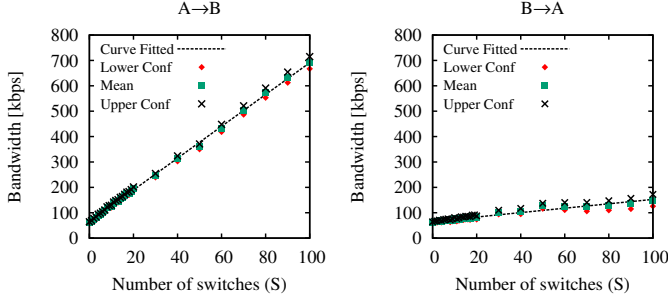 A→B
800
700
600
500
400
300
200
100
0
Bandwidth [kbps]
Curve Fitted
Lower Conf
Mean
Upper Conf
0 20 40 60 80 100
Number of switches (S)
B→A
800
700
600
500
400
300
200
100
0
Bandwidth [kbps]
Curve Fitted
Lower Conf
Mean
Upper Conf
0 20 40 60 80 100
Number of switches (S)